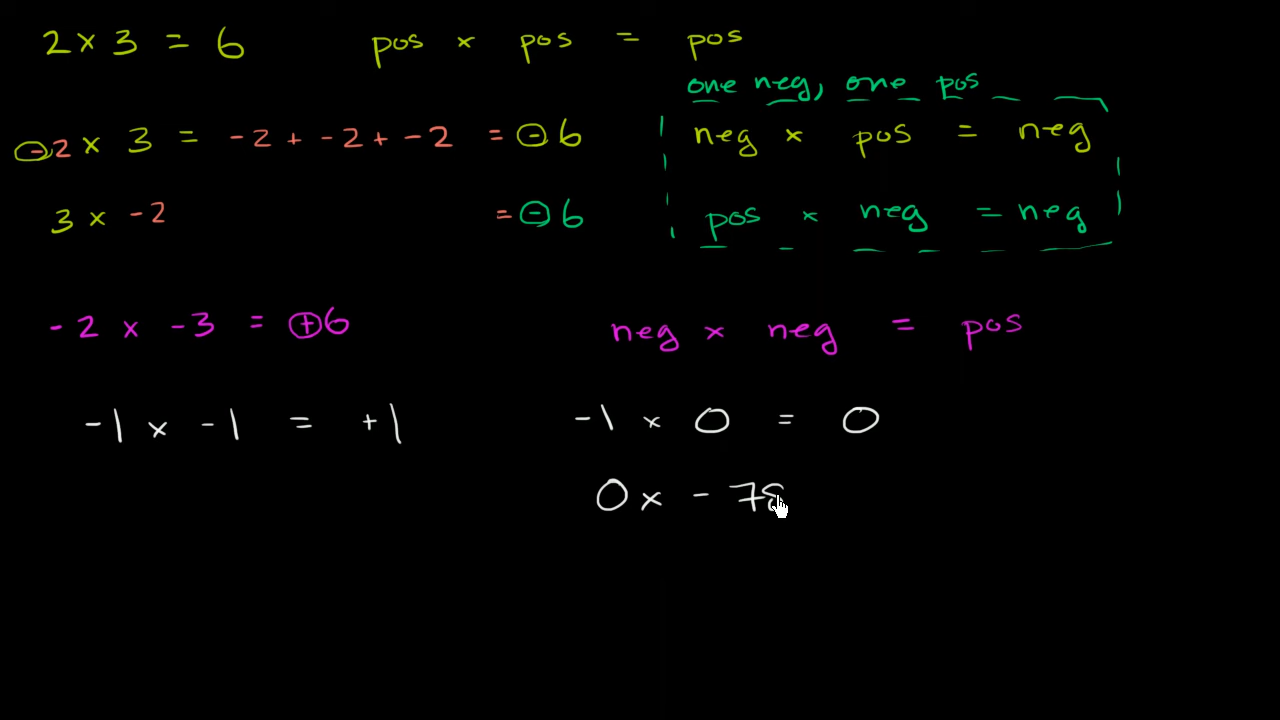 2 x 3 = 6 pos x pos = pos
one neg, one pos
-2 x 3 = -2 + -2 + -2 = -6 neg x pos = neg
3 x -2 = -6 pos x neg = neg
-2 x -3 = +6 neg x neg = pos
-1 x -1 = +1 -1 x 0 = 0
0 x - 78